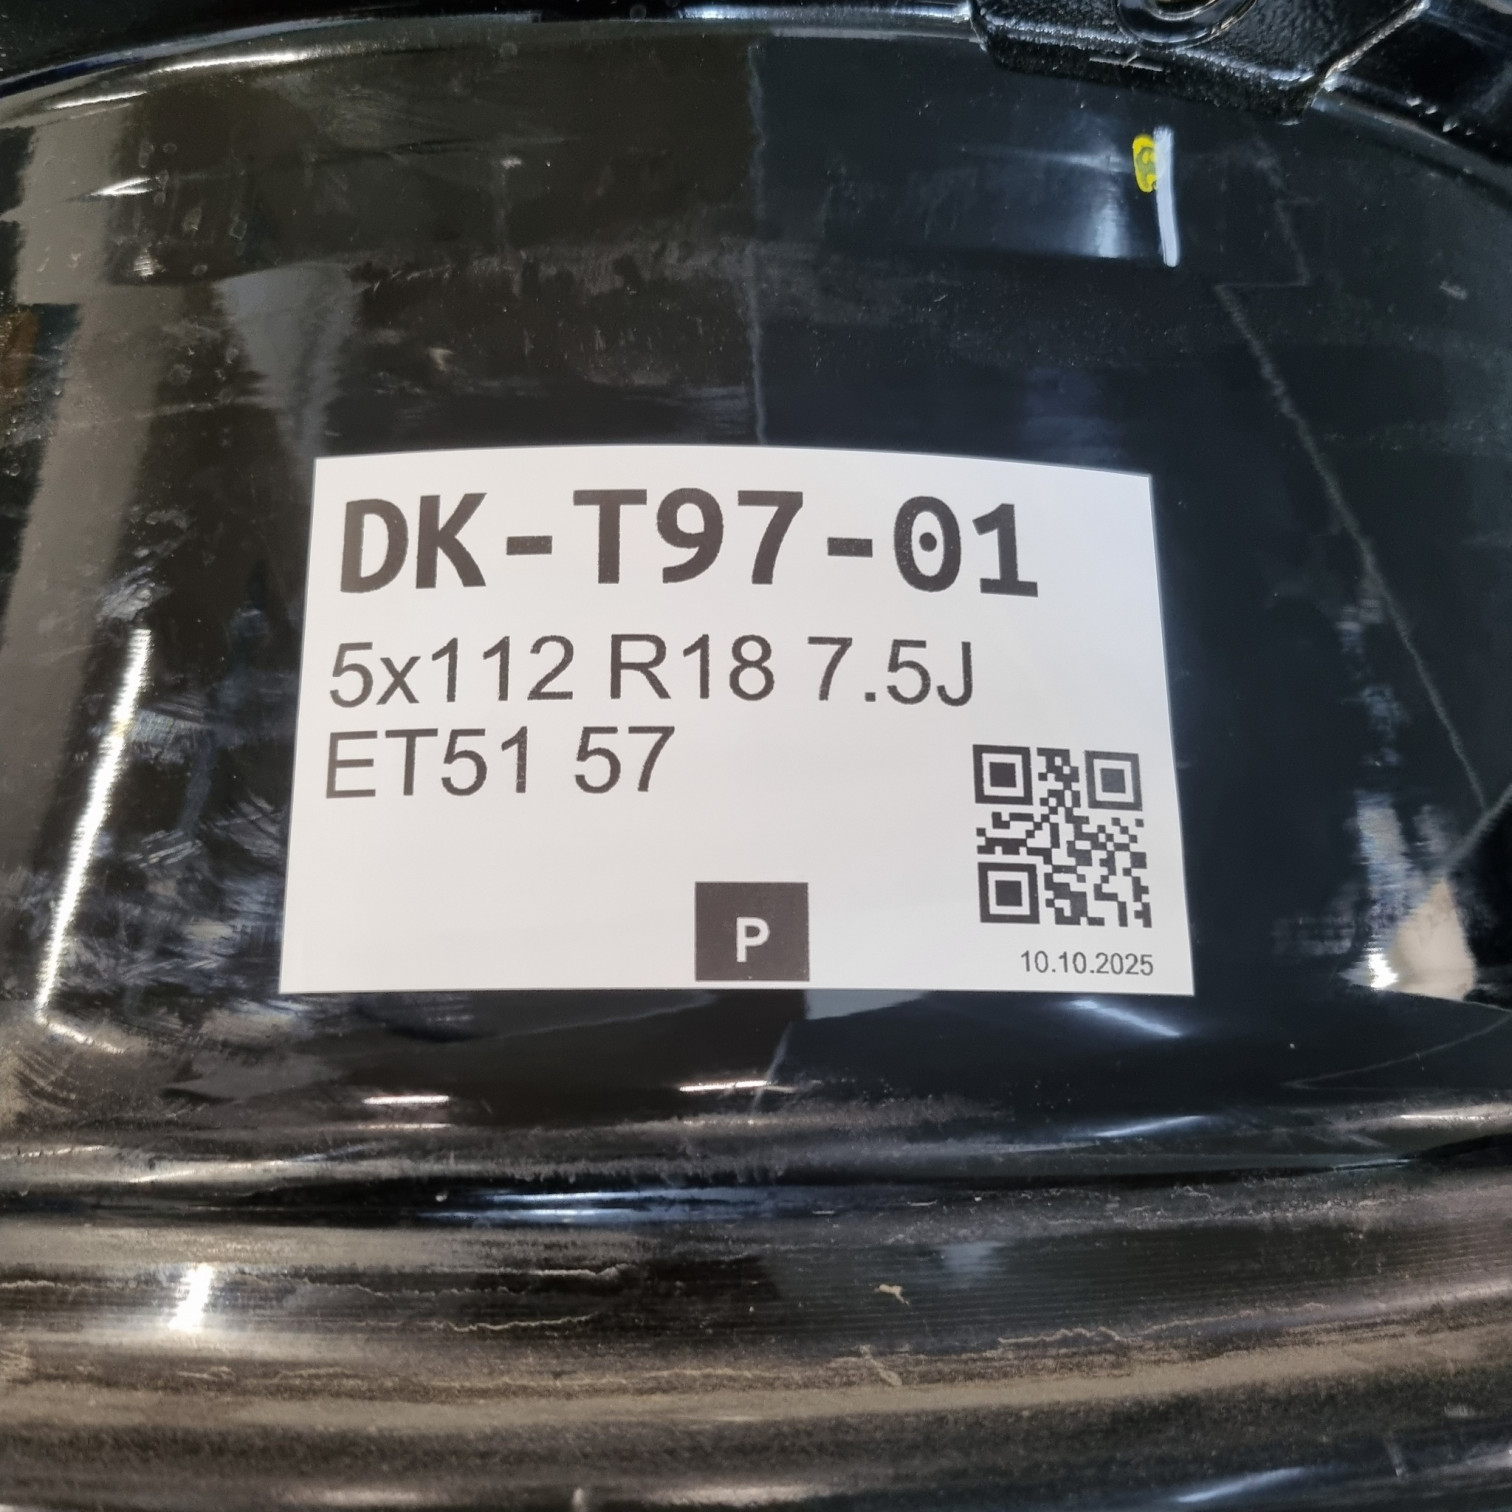 DK-T97-01
5x112 R18 7.5J
ET51 57
P
10.10.2025